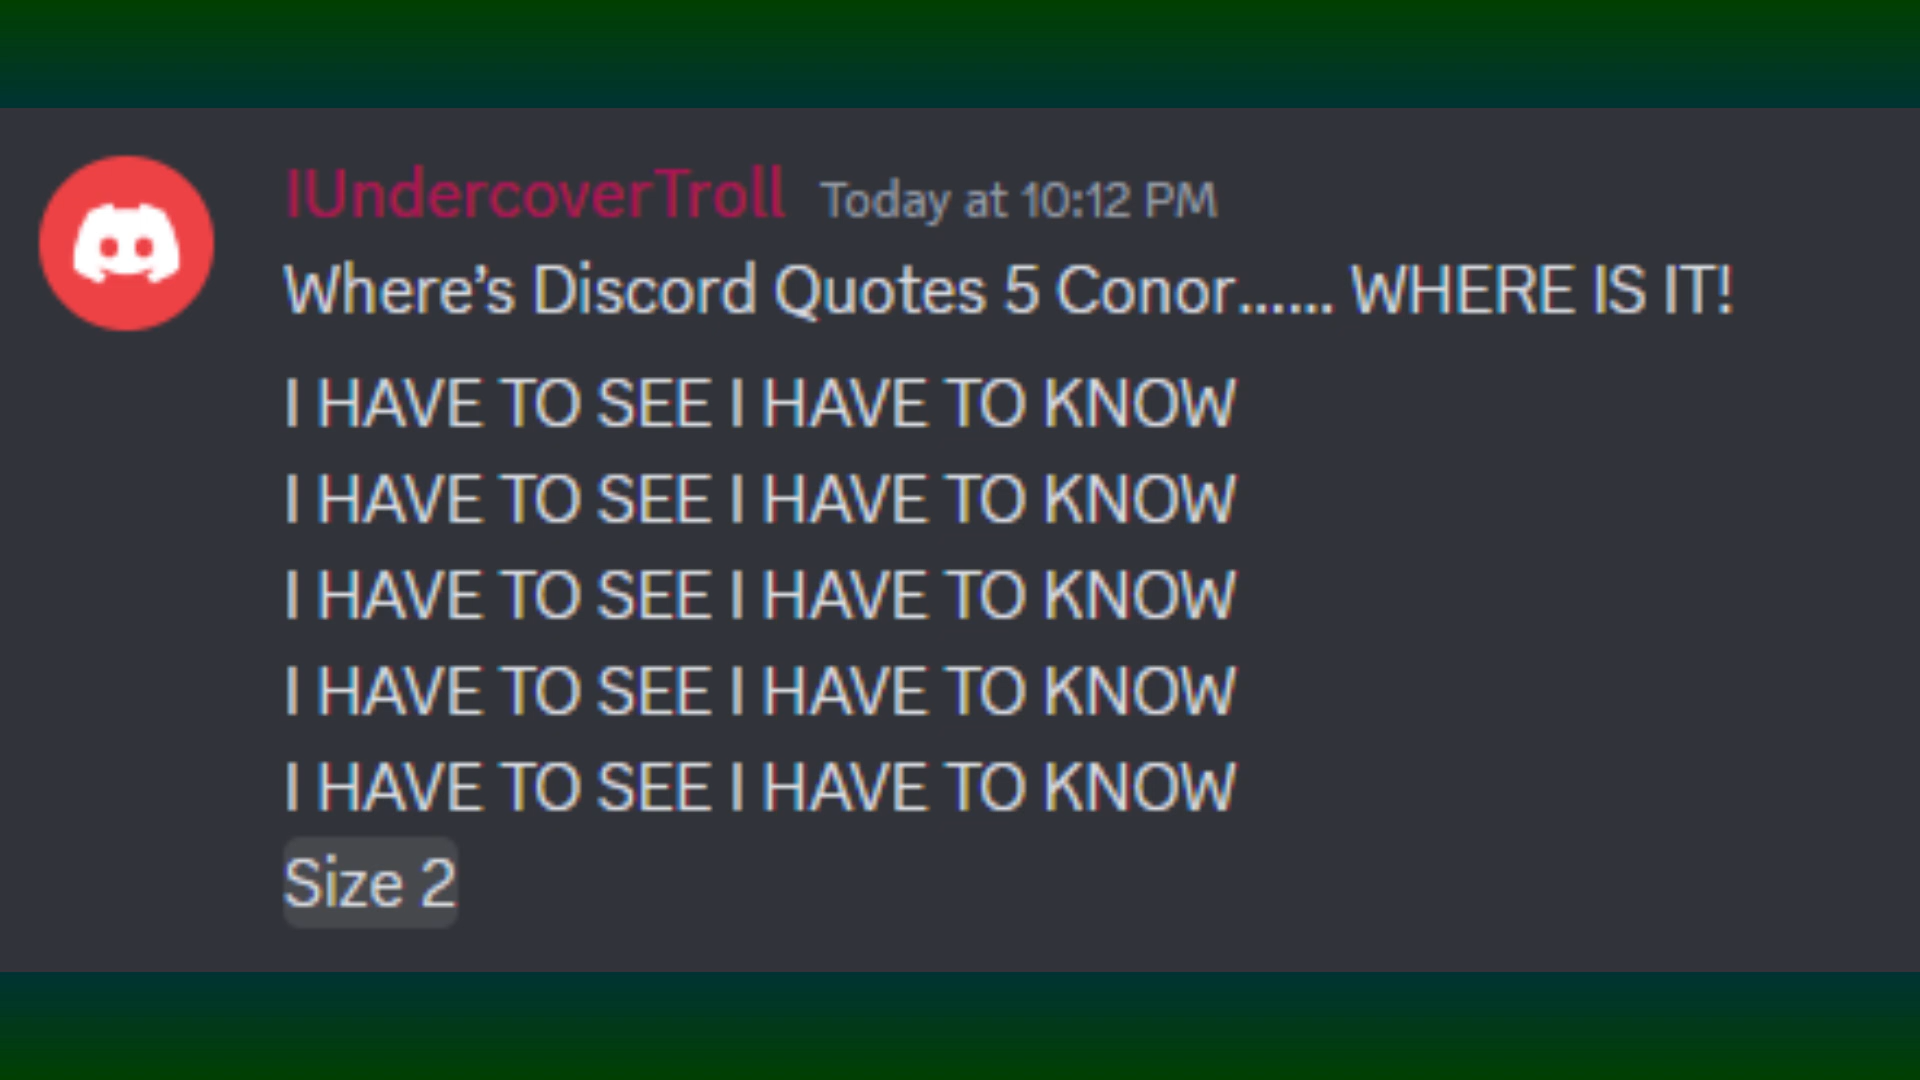 IUndercoverTroll Today at 10:12 PM
Where’s Discord Quotes 5 Conor...... WHERE IS IT!
I HAVE TO SEE I HAVE TO KNOW
I HAVE TO SEE I HAVE TO KNOW
I HAVE TO SEE I HAVE TO KNOW
I HAVE TO SEE I HAVE TO KNOW
I HAVE TO SEE I HAVE TO KNOW
Size 2